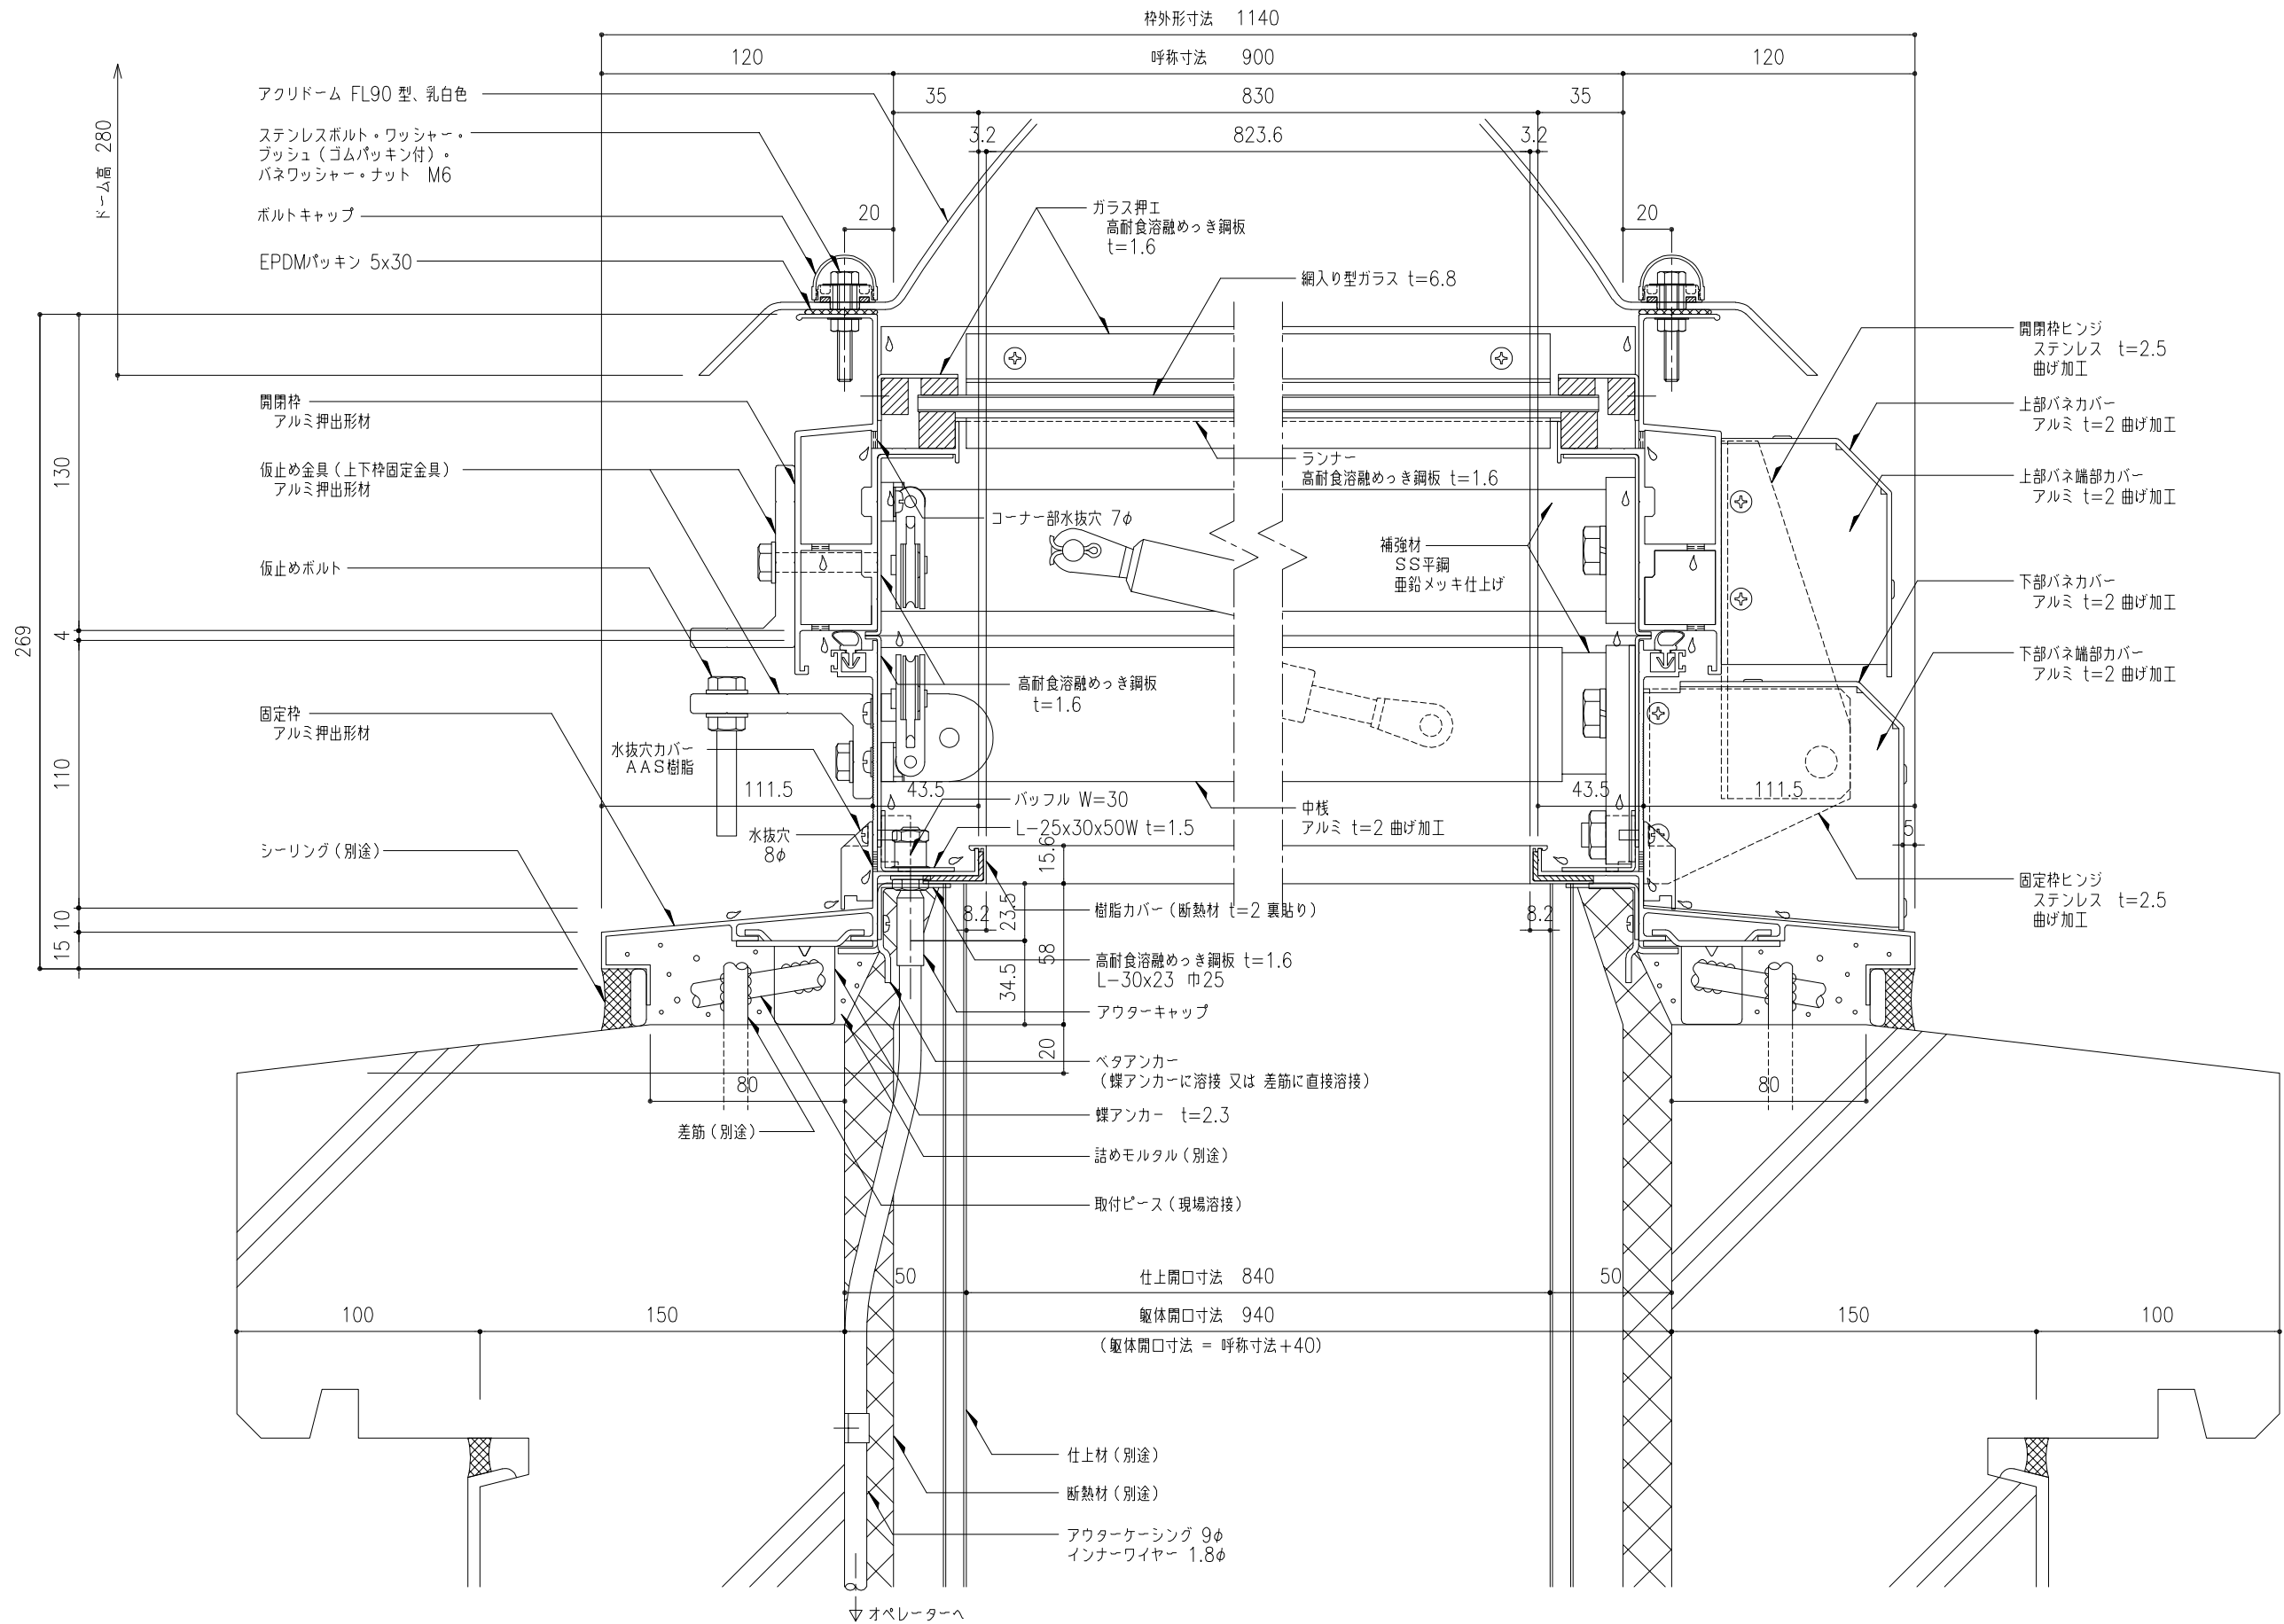 枠外形寸法 1140
120
呼称寸法 900
120
35
830
35
3.2
823.6
3.2
ドーム高 280
アクリドーム FL90 型、乳白色
ステンレスボルト・ワッシャー・
ブッシュ(ゴムパッキン付)・
バネワッシャー・ナット M6
ボルトキャップ
EPDMパッキン 5x30
20
20
ガラス押エ
高耐食溶融めっき鋼板
t=1.6
網入り型ガラス t=6.8
開閉枠ヒンジ
ステンレス t=2.5
曲げ加工
開閉枠
アルミ押出形材
上部バネカバー
アルミ t=2 曲げ加工
仮止め金具(上下枠固定金具)
アルミ押出形材
ランナー
高耐食溶融めっき鋼板 t=1.6
上部バネ端部カバー
アルミ t=2 曲げ加工
コーナー部水抜穴 7φ
補強材
SS平鋼
亜鉛メッキ仕上げ
仮止めボルト
下部バネカバー
アルミ t=2 曲げ加工
130
4
269
110
10
15
下部バネ端部カバー
アルミ t=2 曲げ加工
高耐食溶融めっき鋼板
t=1.6
固定枠
アルミ押出形材
水抜穴カバー
AAS樹脂
111.5
43.5
43.5
111.5
バッフル W=30
中桟
アルミ t=2 曲げ加工
L-25x30x50W t=1.5
水抜穴
8φ
5
シーリング(別途)
15.6
固定枠ヒンジ
ステンレス t=2.5
曲げ加工
8.2
23.5
樹脂カバー(断熱材 t=2 裏貼り)
8.2
58
34.5
高耐食溶融めっき鋼板 t=1.6
L-30x23 巾25
アウターキャップ
20
ベタアンカー
(蝶アンカーに溶接 又は 差筋に直接溶接)
80
80
蝶アンカー t=2.3
差筋(別途)
詰めモルタル(別途)
取付ピース(現場溶接)
50
仕上開口寸法 840
50
100
150
躯体開口寸法 940
150
100
(躯体開口寸法 = 呼称寸法+40)
仕上材(別途)
断熱材(別途)
アウターケーシング 9φ
インナーワイヤー 1.8φ
オペレーターへ